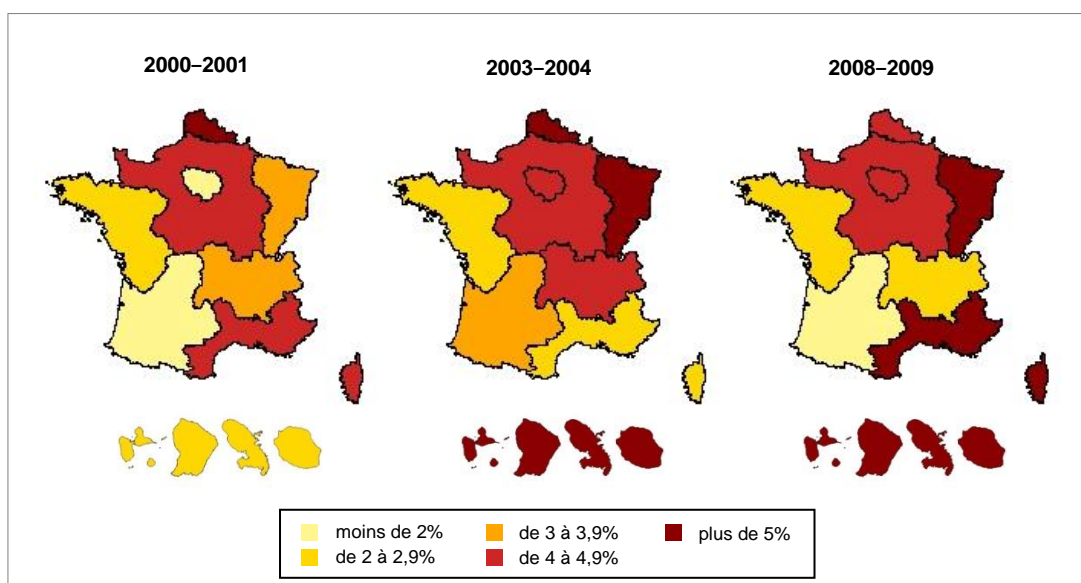 2000–2001 2003–2004 2008–2009
moins de 2% de 3 à 3,9% plus de 5%
de 2 à 2,9% de 4 à 4,9%